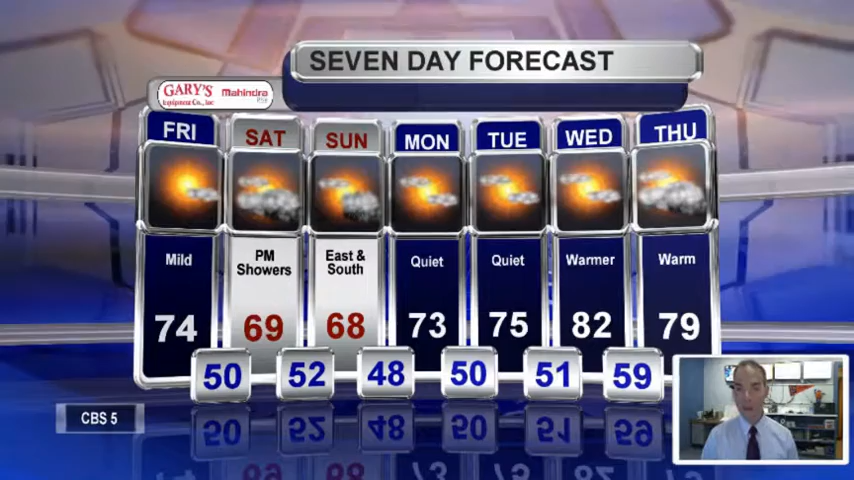 SEVEN DAY FORECAST
GARY'S
Equipment Co., Inc
Mahindra
FRI SAT SUN MON TUE WED THU
Mild PM Showers East & South Quiet Quiet Warmer Warm
74 69 68 73 75 82 79
50 52 48 50 51 59
CBS 5